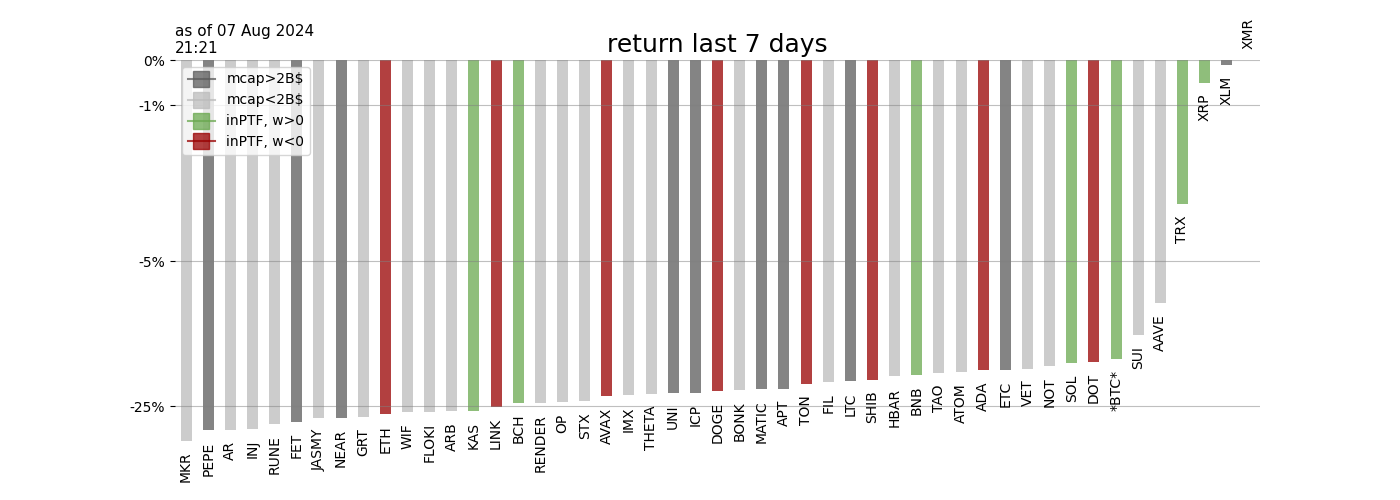 as of 07 Aug 2024
21:21
return last 7 days
XMR
0%
mcap>2B$
mcap<2B$
inPTF, w>0
inPTF, w<0
-1%
XRP
XLM
TRX
-5%
AAVE
SUI
-25%
MKR
PEPE
AR
INJ
RUNE
FET
JASMY
NEAR
GRT
ETH
WIF
FLOKI
ARB
KAS
LINK
BCH
RENDER
OP
STX
AVAX
IMX
THETA
UNI
ICP
DOGE
BONK
MATIC
APT
TON
FIL
LTC
SHIB
HBAR
BNB
TAO
ATOM
ADA
ETC
VET
NOT
SOL
DOT
*BTC*